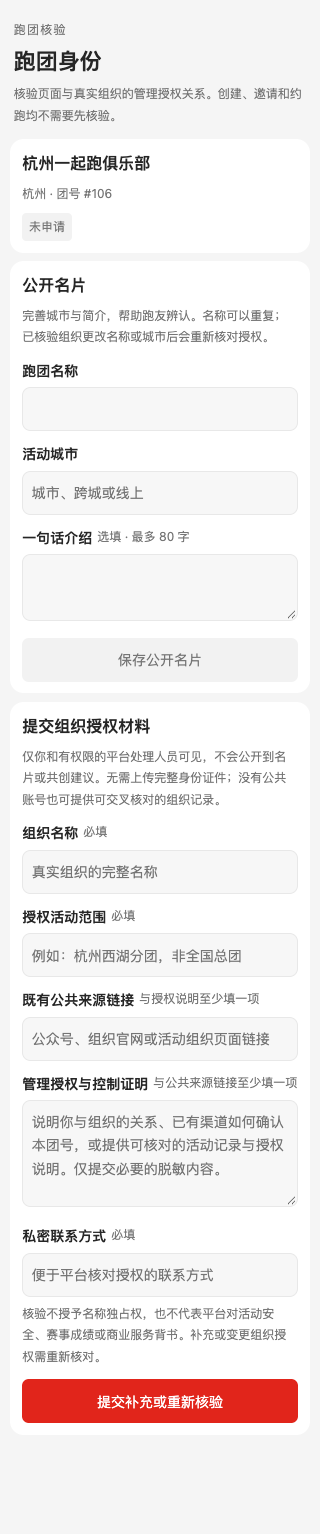 跑团核验
跑团身份
核验页面与真实组织的管理授权关系。创建、邀请和约
跑均不需要先核验。
杭州一起跑俱乐部
杭州 · 团号 #106
未申请
公开名片
完善城市与简介，帮助跑友辨认。名称可以重复；
已核验组织更改名称或城市后会重新核对授权。
跑团名称
活动城市
城市、跨城或线上
一句话介绍 选填 · 最多 80 字
保存公开名片
提交组织授权材料
仅你和有权限的平台处理人员可见，不会公开到名
片或共创建议。无需上传完整身份证件；没有公共
账号也可提供可交叉核对的组织记录。
组织名称 必填
真实组织的完整名称
授权活动范围 必填
例如：杭州西湖分团，非全国总团
既有公共来源链接 与授权说明至少填一项
公众号、组织官网或活动组织页面链接
管理授权与控制证明 与公共来源链接至少填一项
说明你与组织的关系、已有渠道如何确认
本团号，或提供可核对的活动记录与授权
说明。仅提交必要的脱敏内容。
私密联系方式 必填
便于平台核对授权的联系方式
核验不授予名称独占权，也不代表平台对活动安
全、赛事成绩或商业服务背书。补充或变更组织授
权需重新核对。
提交补充或重新核验